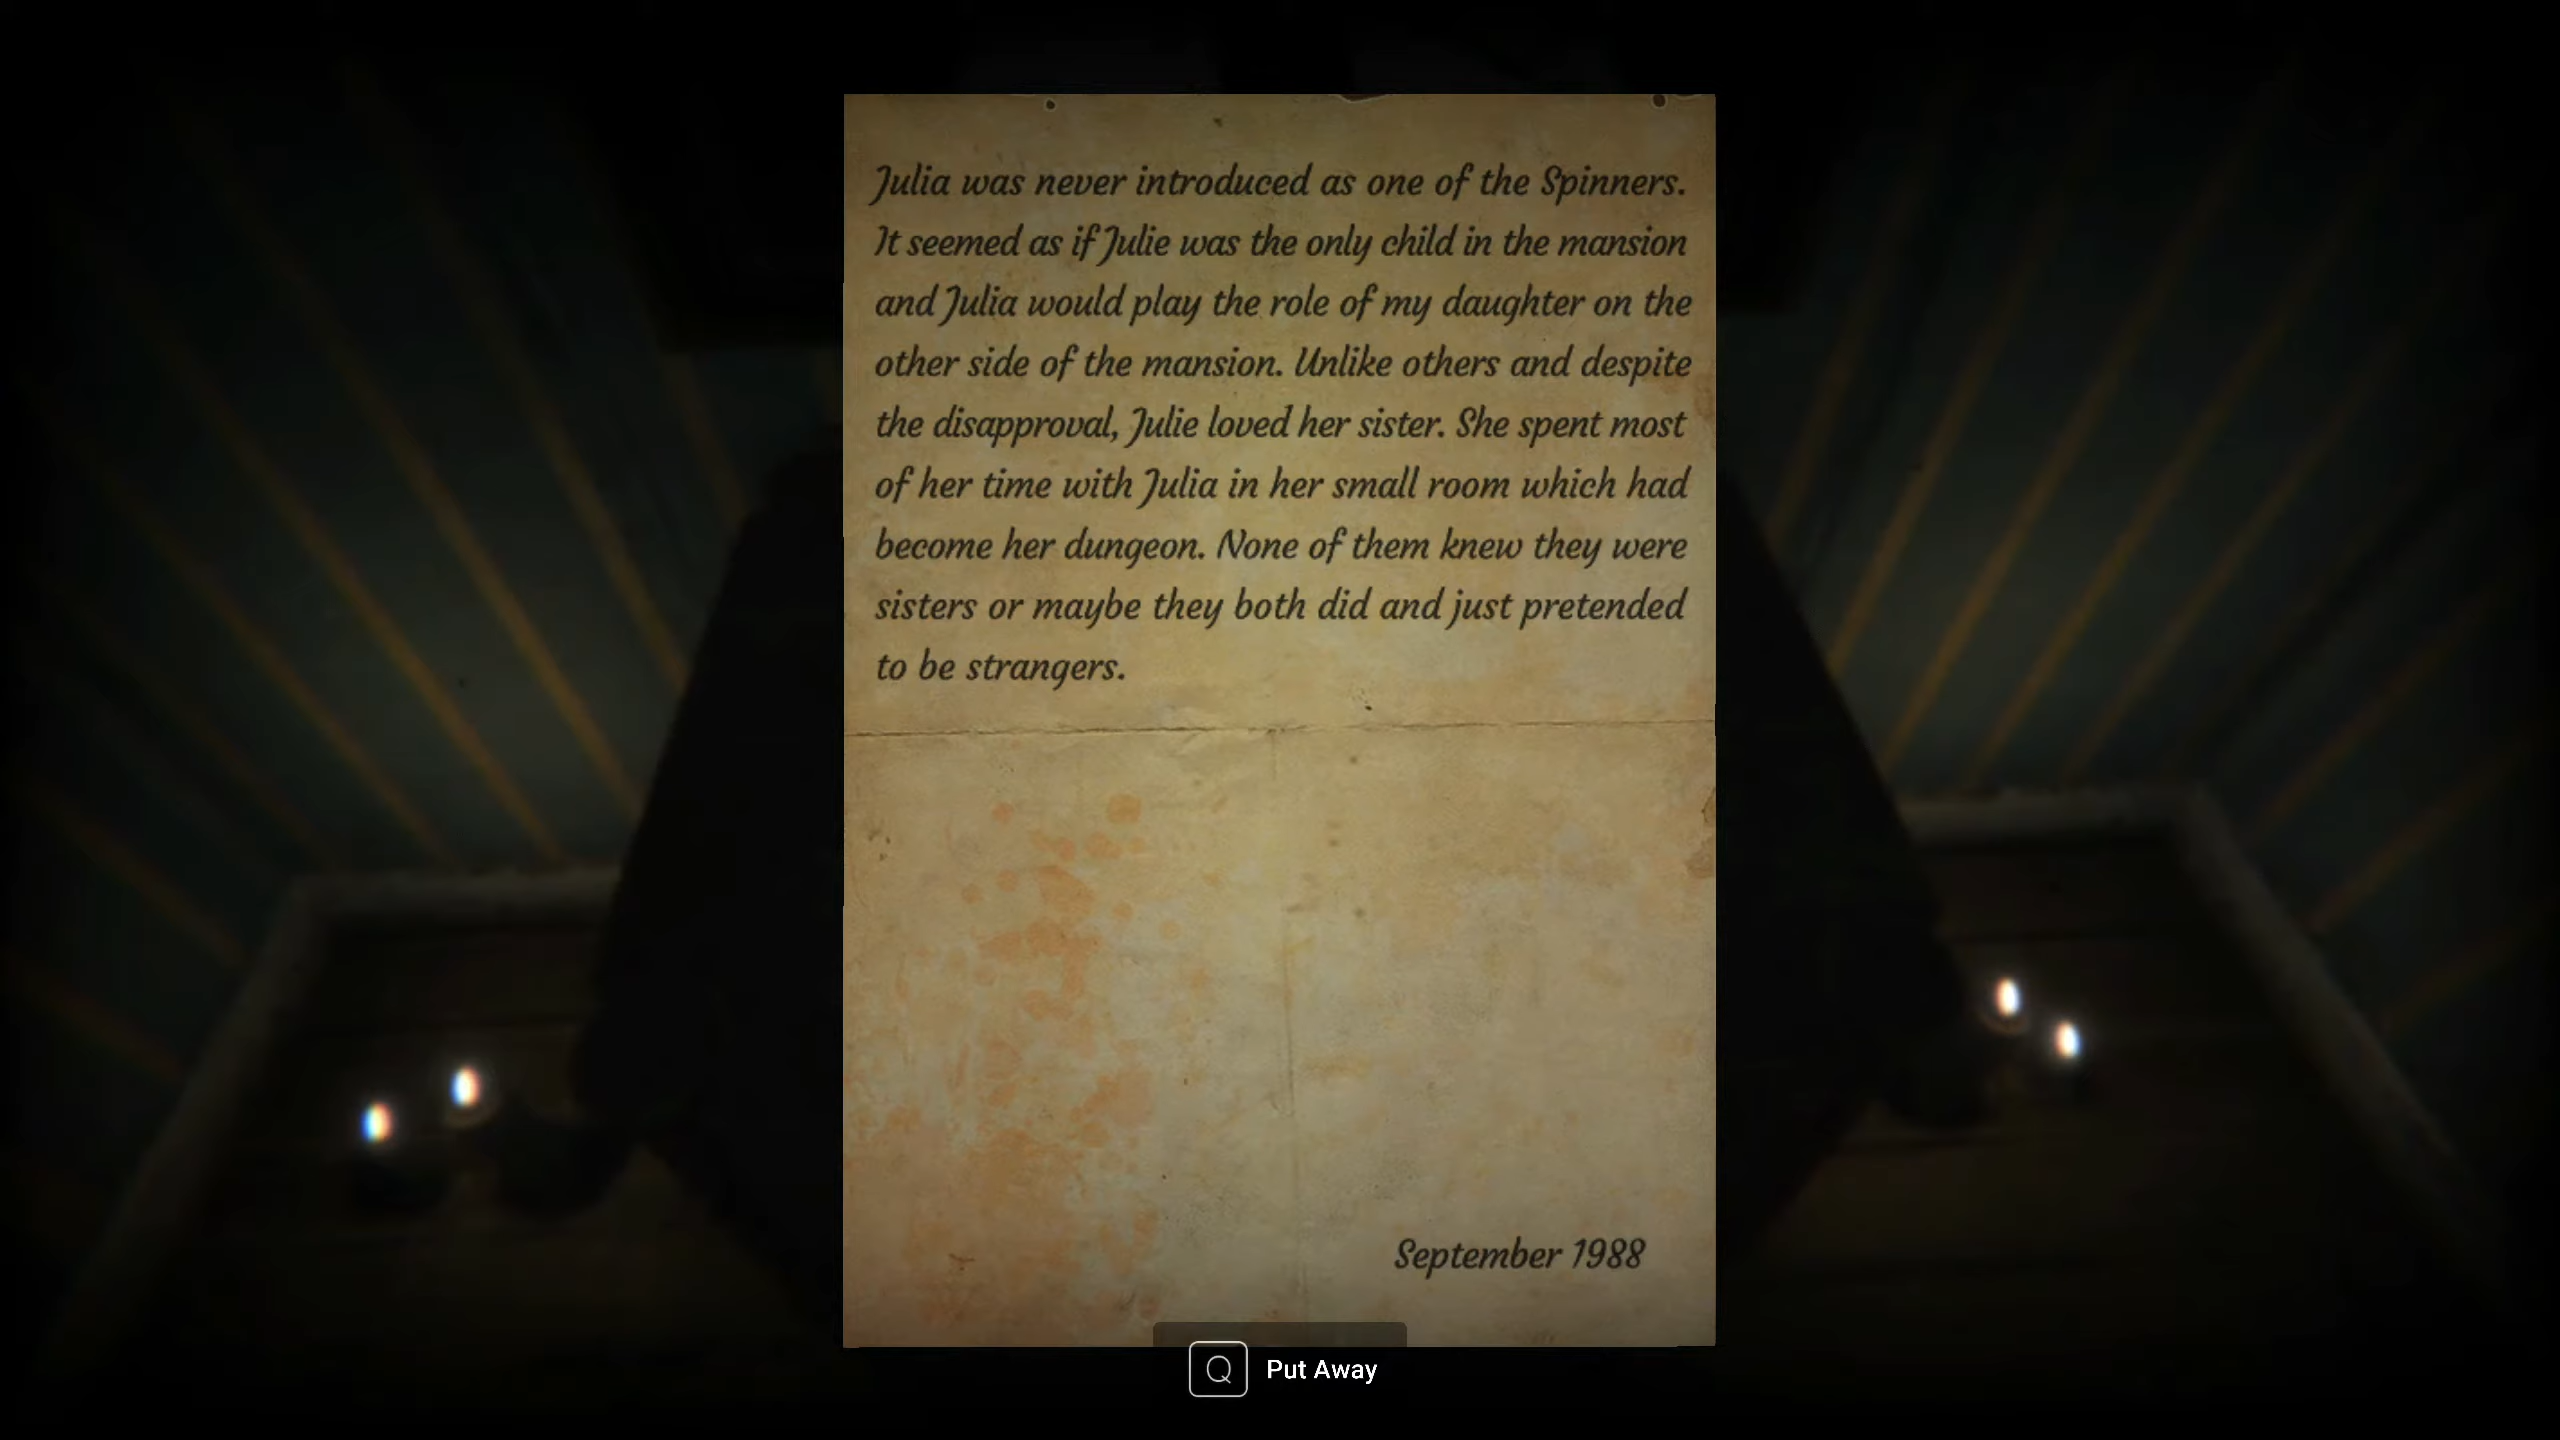 Julia was never introduced as one of the Spinners.
It seemed as if Julie was the only child in the mansion
and Julia would play the role of my daughter on the
other side of the mansion. Unlike others and despite
the disapproval, Julie loved her sister. She spent most
of her time with Julia in her small room which had
become her dungeon. None of them knew they were
sisters or maybe they both did and just pretended
to be strangers.
September 1988
Q Put Away